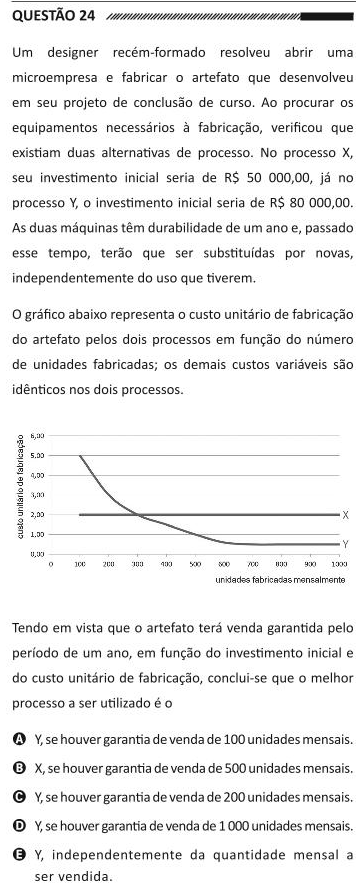 QUESTÃO 24
Um designer recém-formado resolveu abrir uma
microempresa e fabricar o artefato que desenvolveu
em seu projeto de conclusão de curso. Ao procurar os
equipamentos necessários à fabricação, verificou que
existiam duas alternativas de processo. No processo X,
seu investimento inicial seria de R$ 50 000,00, já no
processo Y, o investimento inicial seria de R$ 80 000,00.
As duas máquinas têm durabilidade de um ano e, passado
esse tempo, terão que ser substituídas por novas,
independentemente do uso que tiverem.
O gráfico abaixo representa o custo unitário de fabricação
do artefato pelos dois processos em função do número
de unidades fabricadas; os demais custos variáveis são
idênticos nos dois processos.
custo unitário de fabricação
6,00
5,00
4,00
3,00
2,00
1,00
0,00
X
Y
0 100 200 300 400 500 600 700 800 900 1000
unidades fabricadas mensalmente
Tendo em vista que o artefato terá venda garantida pelo
período de um ano, em função do investimento inicial e
do custo unitário de fabricação, conclui-se que o melhor
processo a ser utilizado é o
A Y, se houver garantia de venda de 100 unidades mensais.
B X, se houver garantia de venda de 500 unidades mensais.
C Y, se houver garantia de venda de 200 unidades mensais.
D Y, se houver garantia de venda de 1 000 unidades mensais.
E Y, independentemente da quantidade mensal a
ser vendida.